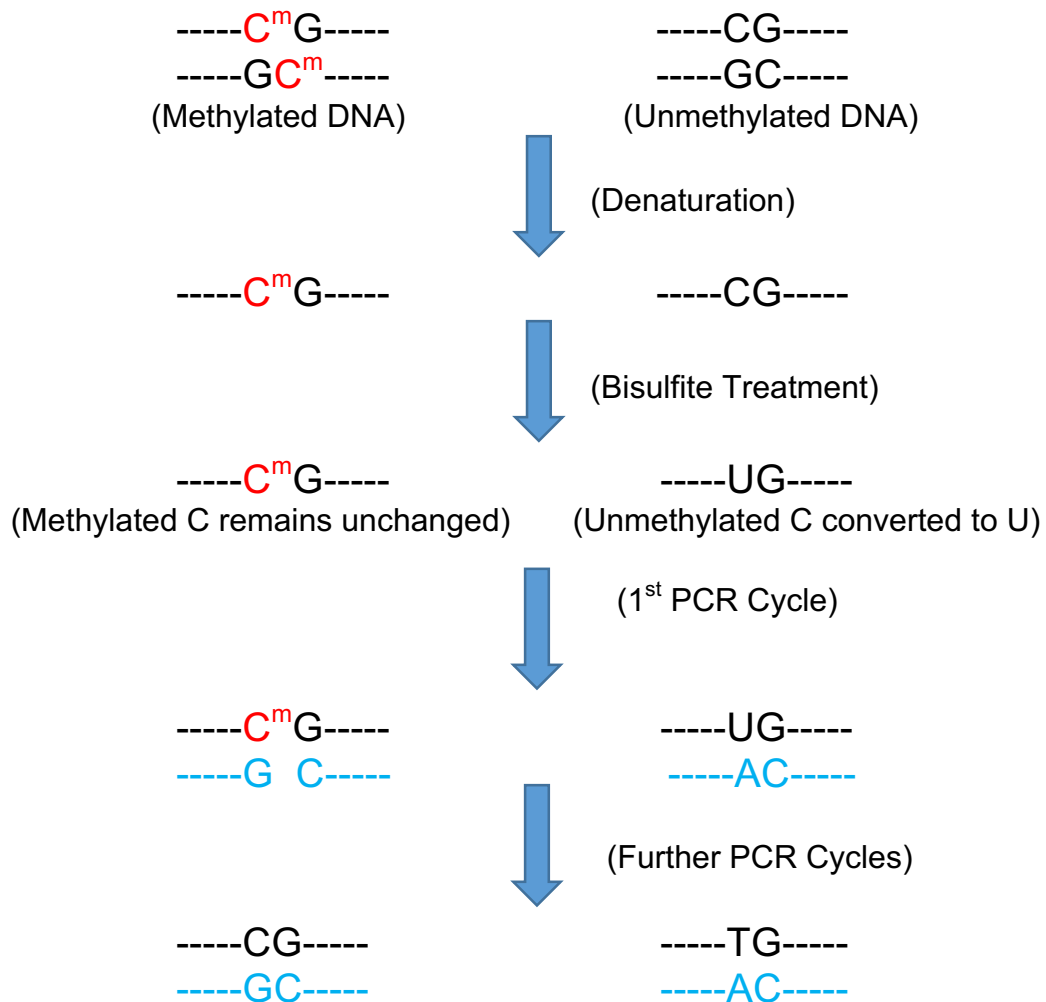 -----CᵐG----- -----CG-----
-----GCᵐ----- -----GC-----
(Methylated DNA) (Unmethylated DNA)
(Denaturation)
-----CᵐG----- -----CG-----
(Bisulfite Treatment)
-----CᵐG----- -----UG-----
(Methylated C remains unchanged) (Unmethylated C converted to U)
(1ˢᵗ PCR Cycle)
-----CᵐG----- -----UG-----
-----G C----- -----AC-----
(Further PCR Cycles)
-----CG----- -----TG-----
-----GC----- -----AC-----